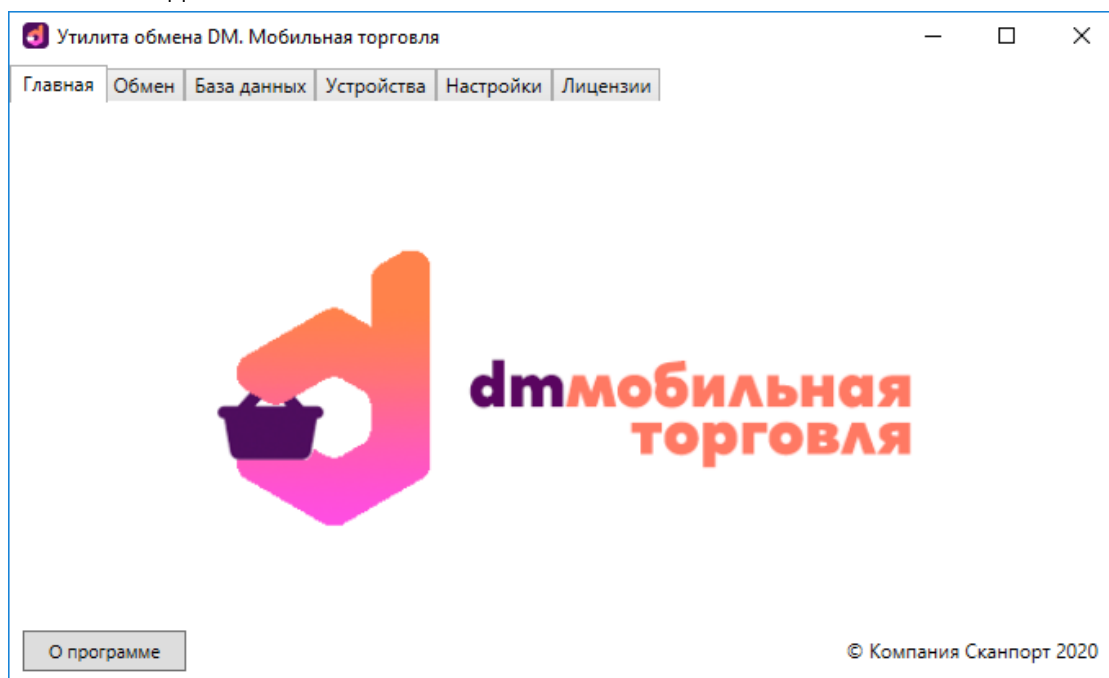 Утилита обмена DM. Мобильная торговля
Главная Обмен База данных Устройства Настройки Лицензии
dmмобильная
торговля
О программе
© Компания Сканпорт 2020